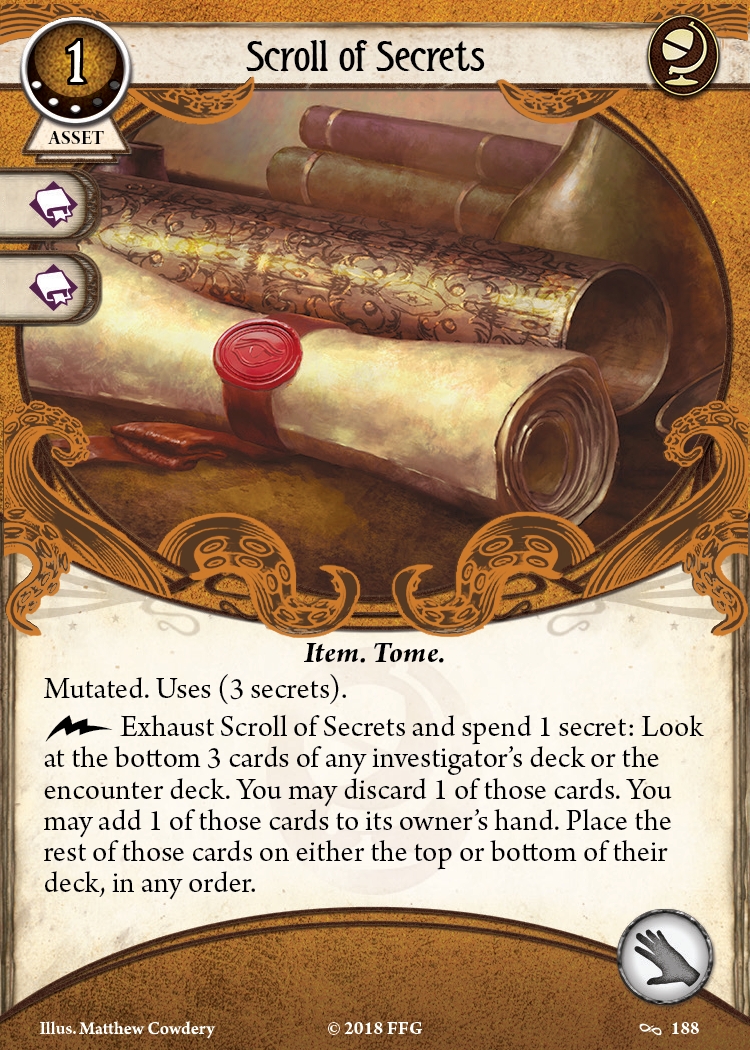 1
Scroll of Secrets
ASSET
Item. Tome.
Mutated. Uses (3 secrets).
Exhaust Scroll of Secrets and spend 1 secret: Look
at the bottom 3 cards of any investigator's deck or the
encounter deck. You may discard 1 of those cards. You
may add 1 of those cards to its owner's hand. Place the
rest of those cards on either the top or bottom of their
deck, in any order.
Illus. Matthew Cowdery
© 2018 FFG
188